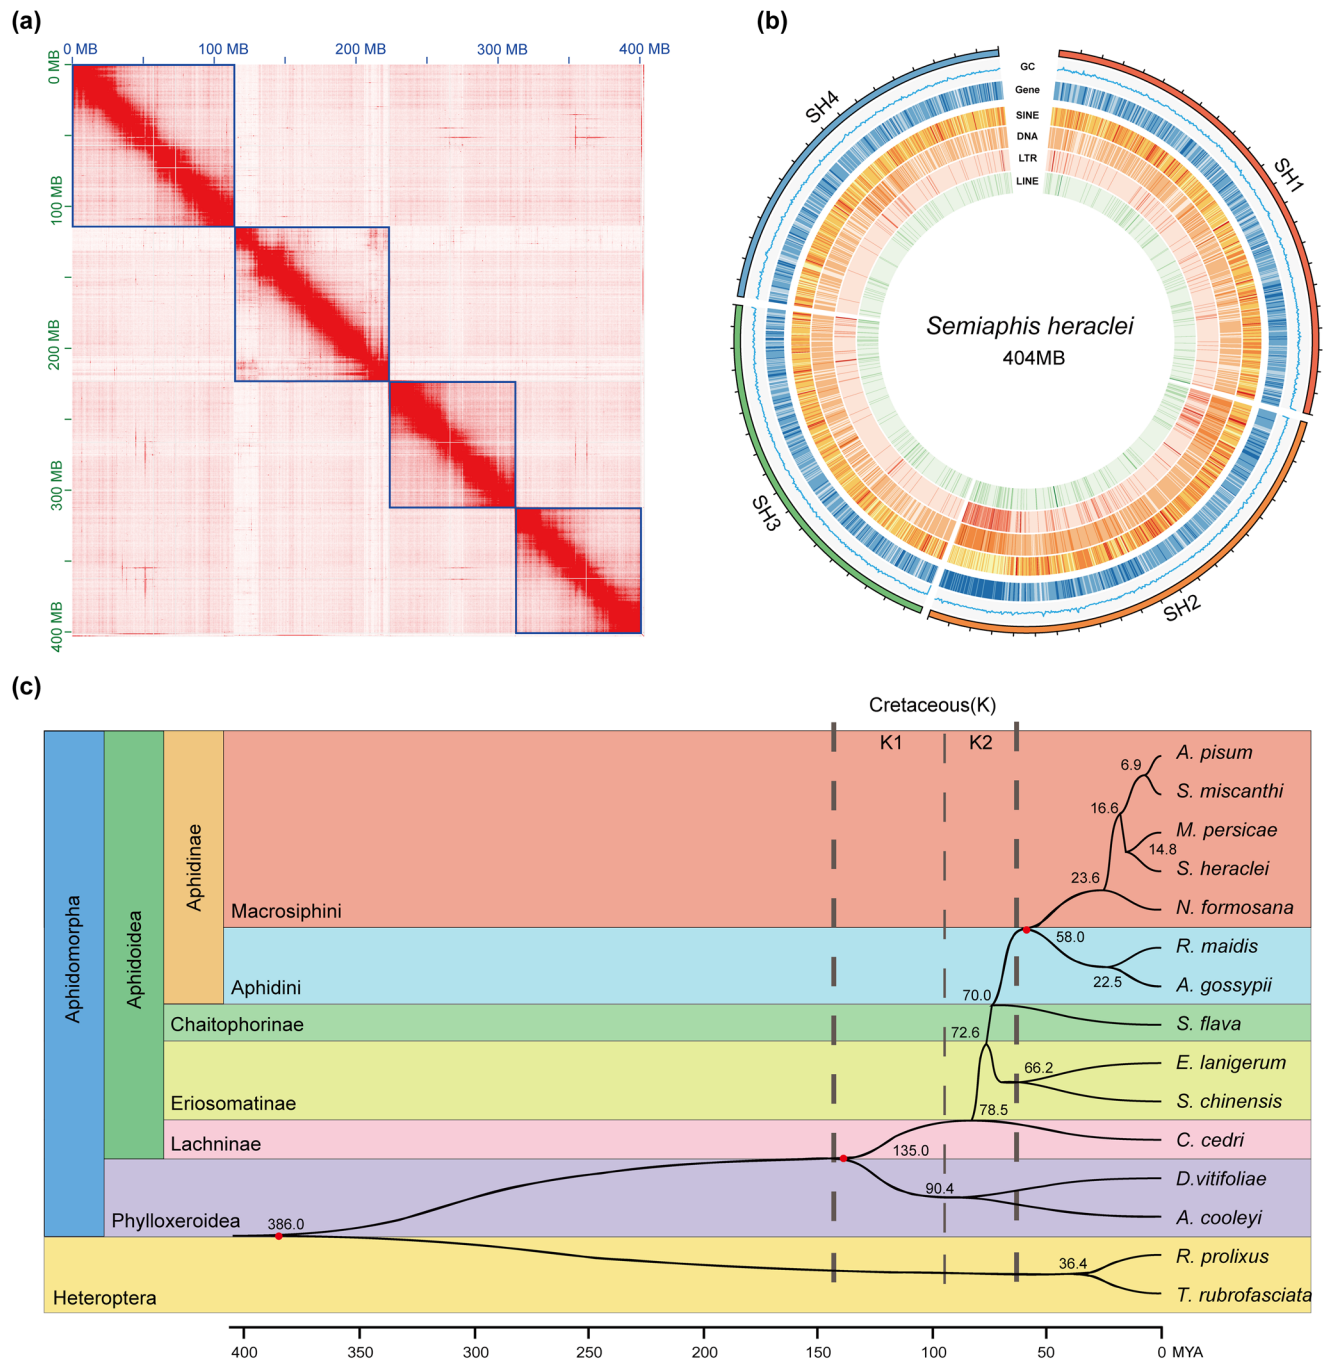 (a)
0 MB 100 MB 200 MB 300 MB 400 MB
0 MB
100 MB
200 MB
300 MB
400 MB
(b)
GC
Gene
SINE
DNA
LTR
LINE
SH4
SH1
SH3
SH2
Semiaphis heraclei
404MB
(c)
Cretaceous(K)
K1 K2
Aphidomorpha
Aphidoidea
Aphidinae
Macrosiphini
Aphidini
Chaitophorinae
Eriosomatinae
Lachninae
Phylloxeroidea
Heteroptera
6.9
16.6
14.8
23.6
58.0
22.5
70.0
72.6
66.2
78.5
135.0
90.4
386.0
36.4
A. pisum
S. miscanthi
M. persicae
S. heraclei
N. formosana
R. maidis
A. gossypii
S. flava
E. lanigerum
S. chinensis
C. cedri
D.vitifoliae
A. cooleyi
R. prolixus
T. rubrofasciata
400 350 300 250 200 150 100 50 0 MYA